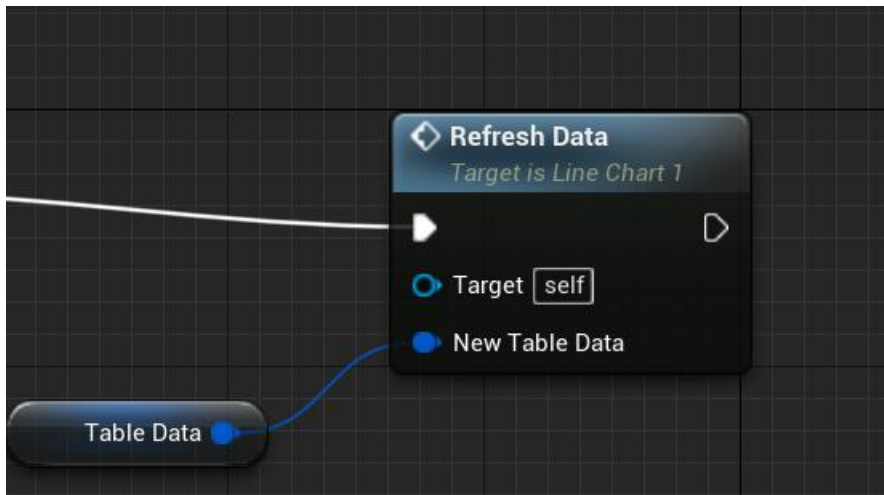 Refresh Data
Target is Line Chart 1
Target self
New Table Data
Table Data